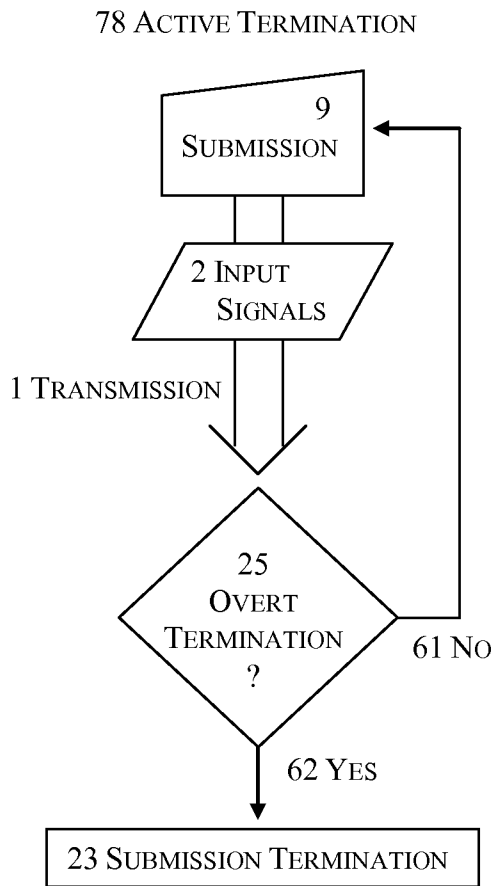 78 ACTIVE TERMINATION
9
SUBMISSION
2 INPUT
SIGNALS
1 TRANSMISSION
25
OVERT
TERMINATION
?
61 NO
62 YES
23 SUBMISSION TERMINATION